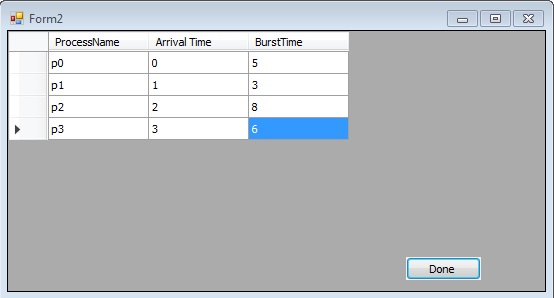 Form2
ProcessName Arrival Time BurstTime
p0 0 5
p1 1 3
p2 2 8
p3 3 6
Done